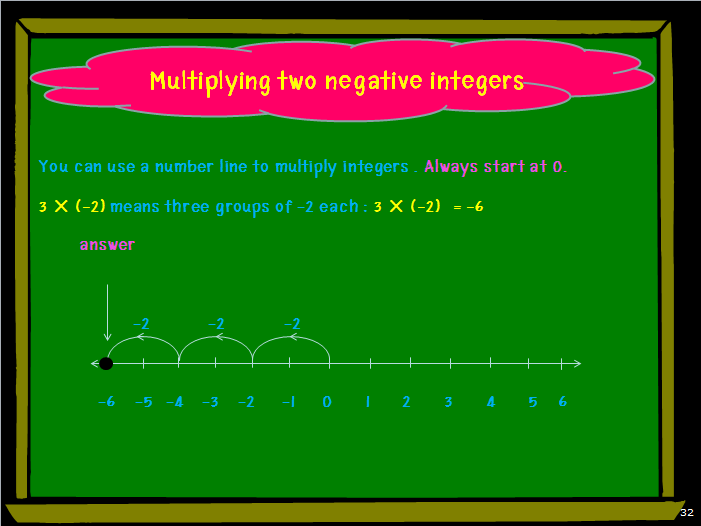 Multiplying two negative integers
You can use a number line to multiply integers . Always start at 0.
3 X (-2) means three groups of -2 each : 3 X (-2) = -6
answer
-2 -2 -2
-6 -5 -4 -3 -2 -1 0 1 2 3 4 5 6
32